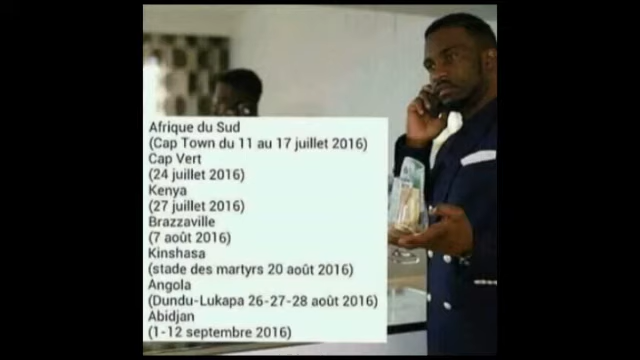 Afrique du Sud
(Cap Town du 11 au 17 juillet 2016)
Cap Vert
(24 juillet 2016)
Kenya
(27 juillet 2016)
Brazzaville
(7 août 2016)
Kinshasa
(stade des martyrs 20 août 2016)
Angola
(Dundu-Lukapa 26-27-28 août 2016)
Abidjan
(1-12 septembre 2016)